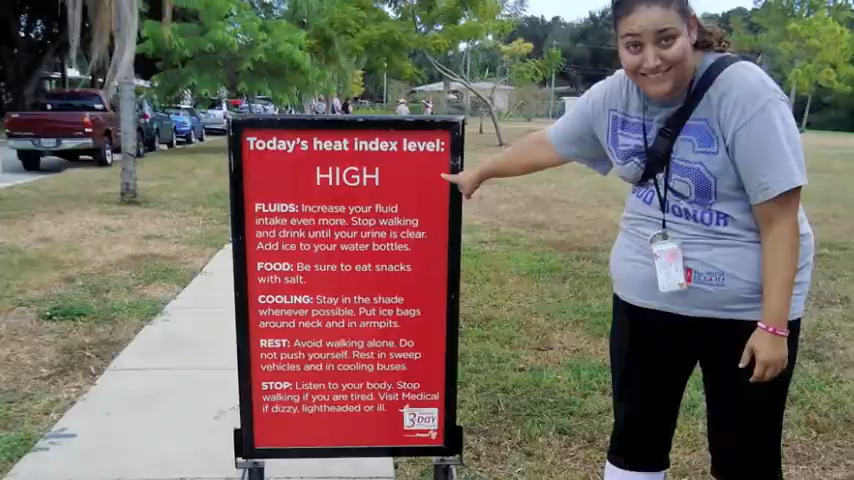 Today's heat index level:
HIGH
FLUIDS: Increase your fluid
intake even more. Stop walking
and drink until your urine is clear.
Add ice to your water bottles.
FOOD: Be sure to eat snacks
with salt.
COOLING: Stay in the shade
whenever possible. Put ice bags
around neck and in armpits.
REST: Avoid walking alone. Do
not push yourself. Rest in sweep
vehicles and in cooling buses.
STOP: Listen to your body. Stop
walking if you are tired. Visit Medical
if dizzy, lightheaded or ill.
3-DAY
DONOR